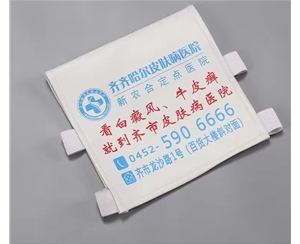 齐齐哈尔皮肤病医院
新农合定点医院
看白癜风、牛皮癣
就到齐市皮肤病医院
0452-590 6666
齐市龙沙路1号(百货大楼斜对面)